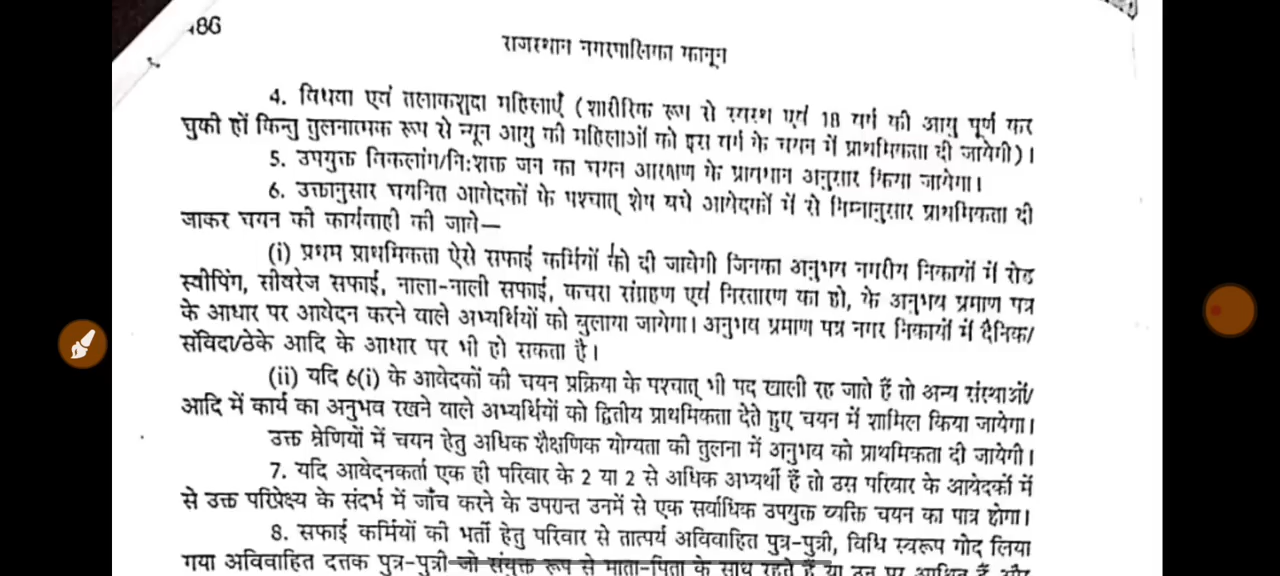 486
राजस्थान नगरपालिका कानून
4. विधवा एवं तलाकशुदा महिलाएँ (शारीरिक रूप से स्वस्थ एवं 18 वर्ष की आयु पूर्ण कर
चुकी हों किन्तु तुलनात्मक रूप से न्यून आयु की महिलाओं को इस वर्ग के चयन में प्राथमिकता दी जायेगी)।
5. उपयुक्त विकलांग/निःशक्त जन का चयन आरक्षण के प्रावधान अनुसार किया जायेगा।
6. उक्तानुसार चयनित आवेदकों के पश्चात् शेष बचे आवेदकों में से निम्नानुसार प्राथमिकता दी
जाकर चयन की कार्यवाही की जावे—
(i) प्रथम प्राथमिकता ऐसे सफाई कर्मियों को दी जावेगी जिनका अनुभव नगरीय निकायों में रोड
स्वीपिंग, सीवरेज सफाई, नाला-नाली सफाई, कचरा संग्रहण एवं निस्तारण का हो, के अनुभव प्रमाण पत्र
के आधार पर आवेदन करने वाले अभ्यर्थियों को बुलाया जायेगा। अनुभव प्रमाण पत्र नगर निकायों में दैनिक/
संविदा/ठेके आदि के आधार पर भी हो सकता है।
(ii) यदि 6(i) के आवेदकों की चयन प्रक्रिया के पश्चात् भी पद खाली रह जाते हैं तो अन्य संस्थाओं/
आदि में कार्य का अनुभव रखने वाले अभ्यर्थियों को द्वितीय प्राथमिकता देते हुए चयन में शामिल किया जायेगा।
उक्त श्रेणियों में चयन हेतु अधिक शैक्षणिक योग्यता की तुलना में अनुभव को प्राथमिकता दी जायेगी।
7. यदि आवेदनकर्ता एक ही परिवार के 2 या 2 से अधिक अभ्यर्थी हैं तो उस परिवार के आवेदकों में
से उक्त परिप्रेक्ष्य के संदर्भ में जाँच करने के उपरान्त उनमें से एक सर्वाधिक उपयुक्त व्यक्ति चयन का पात्र होगा।
8. सफाई कर्मियों की भर्ती हेतु परिवार से तात्पर्य अविवाहित पुत्र-पुत्री, विधि स्वरूप गोद लिया
गया अविवाहित दत्तक पुत्र-पुत्री जो संयुक्त रूप से माता-पिता के साथ रहते हैं या उन पर आश्रित हैं और